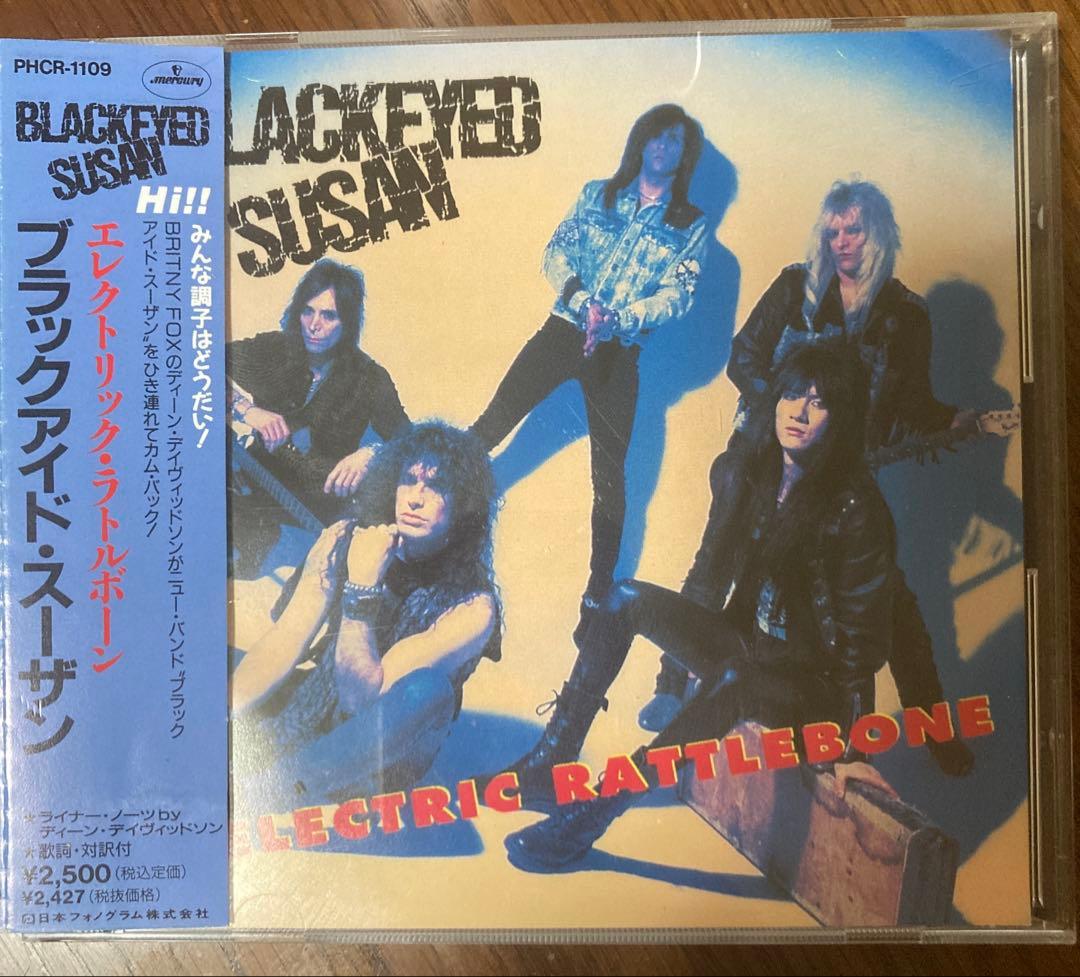 PHCR-1109
mercury
BLACKEYED
SUSAN
Hi!!
みんな調子はどうだい!
BRITNY FOXのディーン・デイヴィッドソンがニュー・バンド"ブラック
アイド・スーザン"をひき連れてカム・バック!
エレクトリック・ラトルボーン
ブラックアイド・スーザン
*ライナー・ノーツby
ディーン・デイヴィッドソン
*歌詞・対訳付
¥2,500(税込定価)
¥2,427(税抜価格)
日本フォノグラム株式会社
LACKEYED
SUSAN
ELECTRIC RATTLEBONE